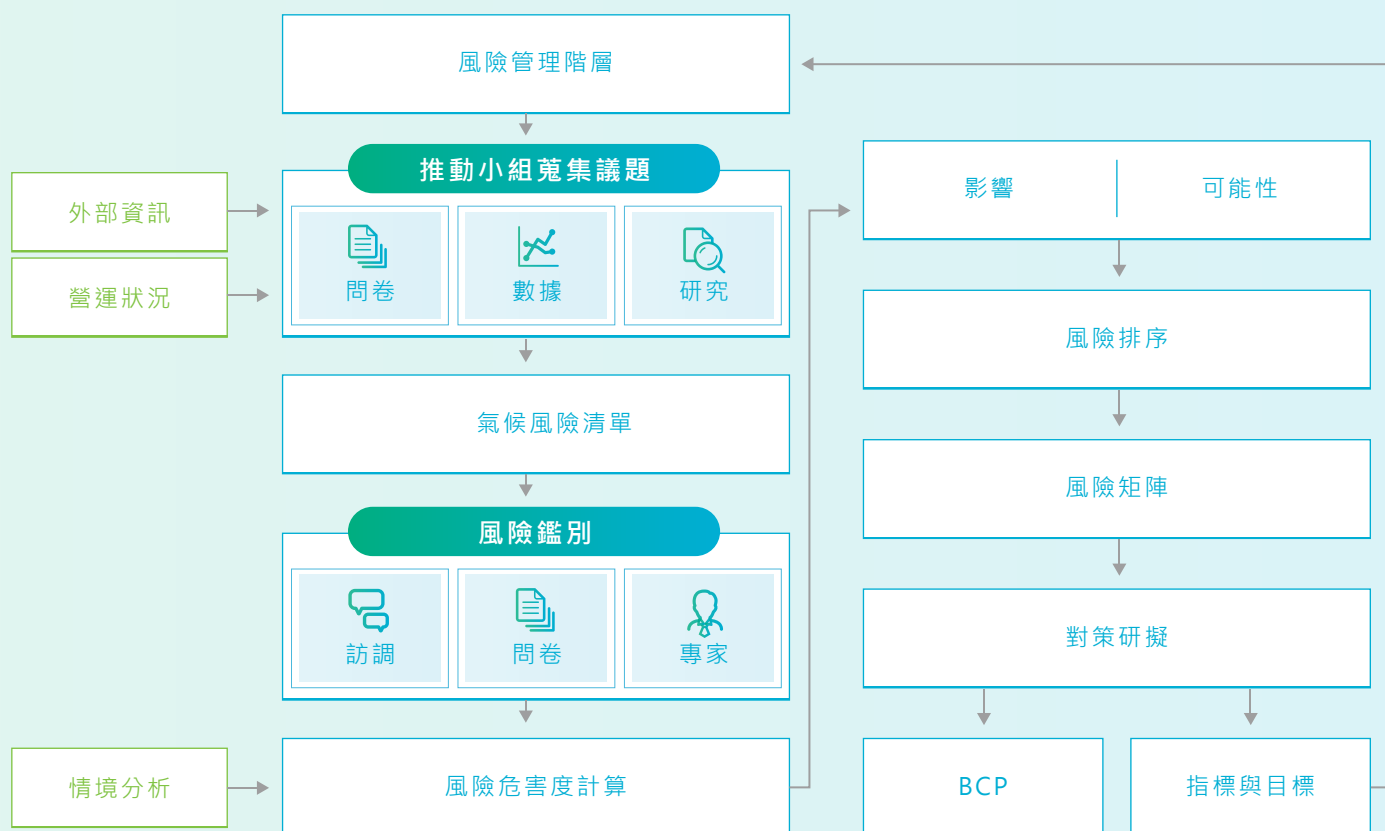 風險管理階層
推動小組蒐集議題
外部資訊
營運狀況
問卷
數據
研究
氣候風險清單
風險鑑別
訪調
問卷
專家
情境分析
風險危害度計算
影響
可能性
風險排序
風險矩陣
對策研擬
BCP
指標與目標